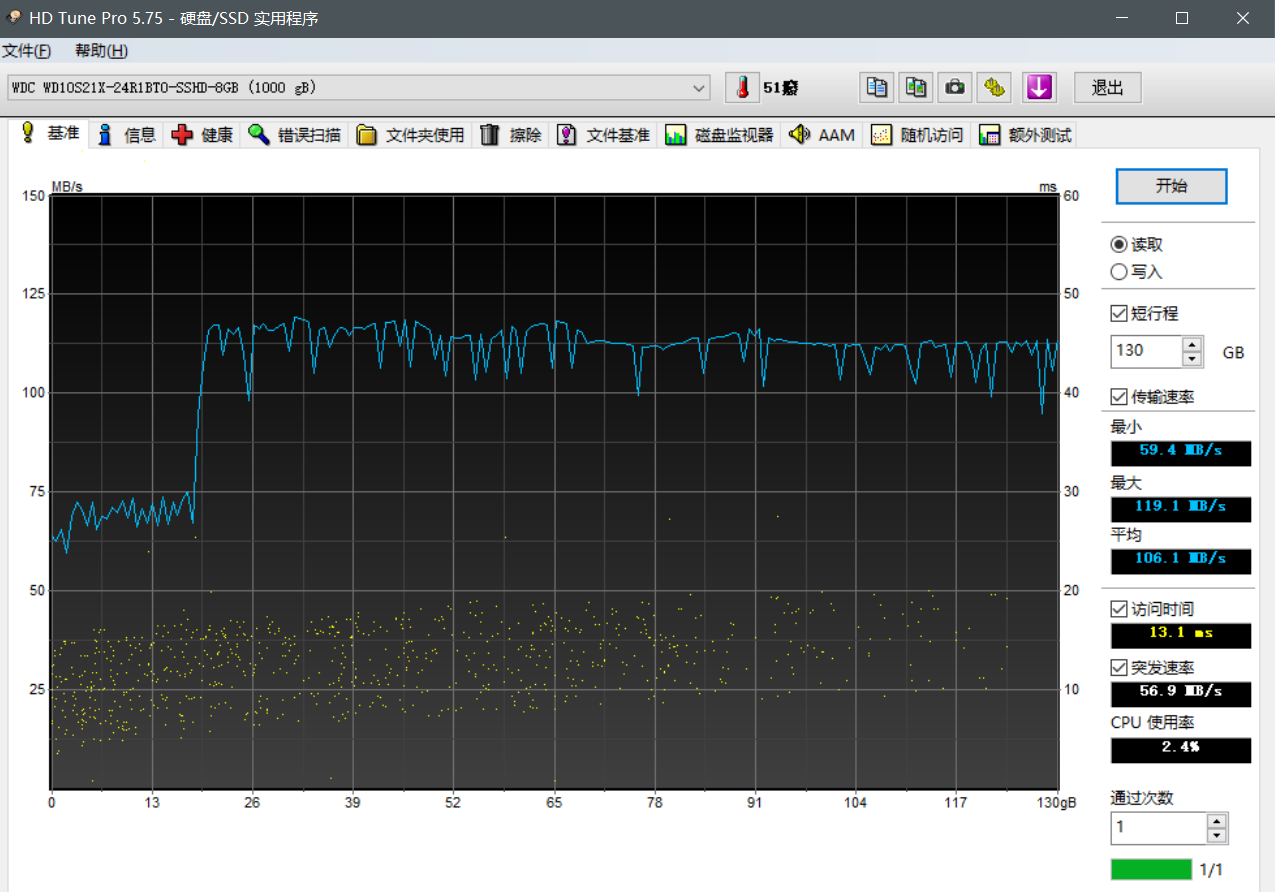 HD Tune Pro 5.75 - 硬盘/SSD 实用程序
文件(F) 帮助(H)
WDC WD10S21X-24R1BT0-SSHD-8GB (1000 gB)
51癈
退出
基准 信息 健康 错误扫描 文件夹使用 擦除 文件基准 磁盘监视器 AAM 随机访问 额外测试
MB/s
ms
150
125
100
75
50
25
60
50
40
30
20
10
0 13 26 39 52 65 78 91 104 117 130gB
开始
读取
写入
短行程
130 GB
传输速率
最小
59.4 MB/s
最大
119.1 MB/s
平均
106.1 MB/s
访问时间
13.1 ms
突发速率
56.9 MB/s
CPU 使用率
2.4%
通过次数
1
1/1